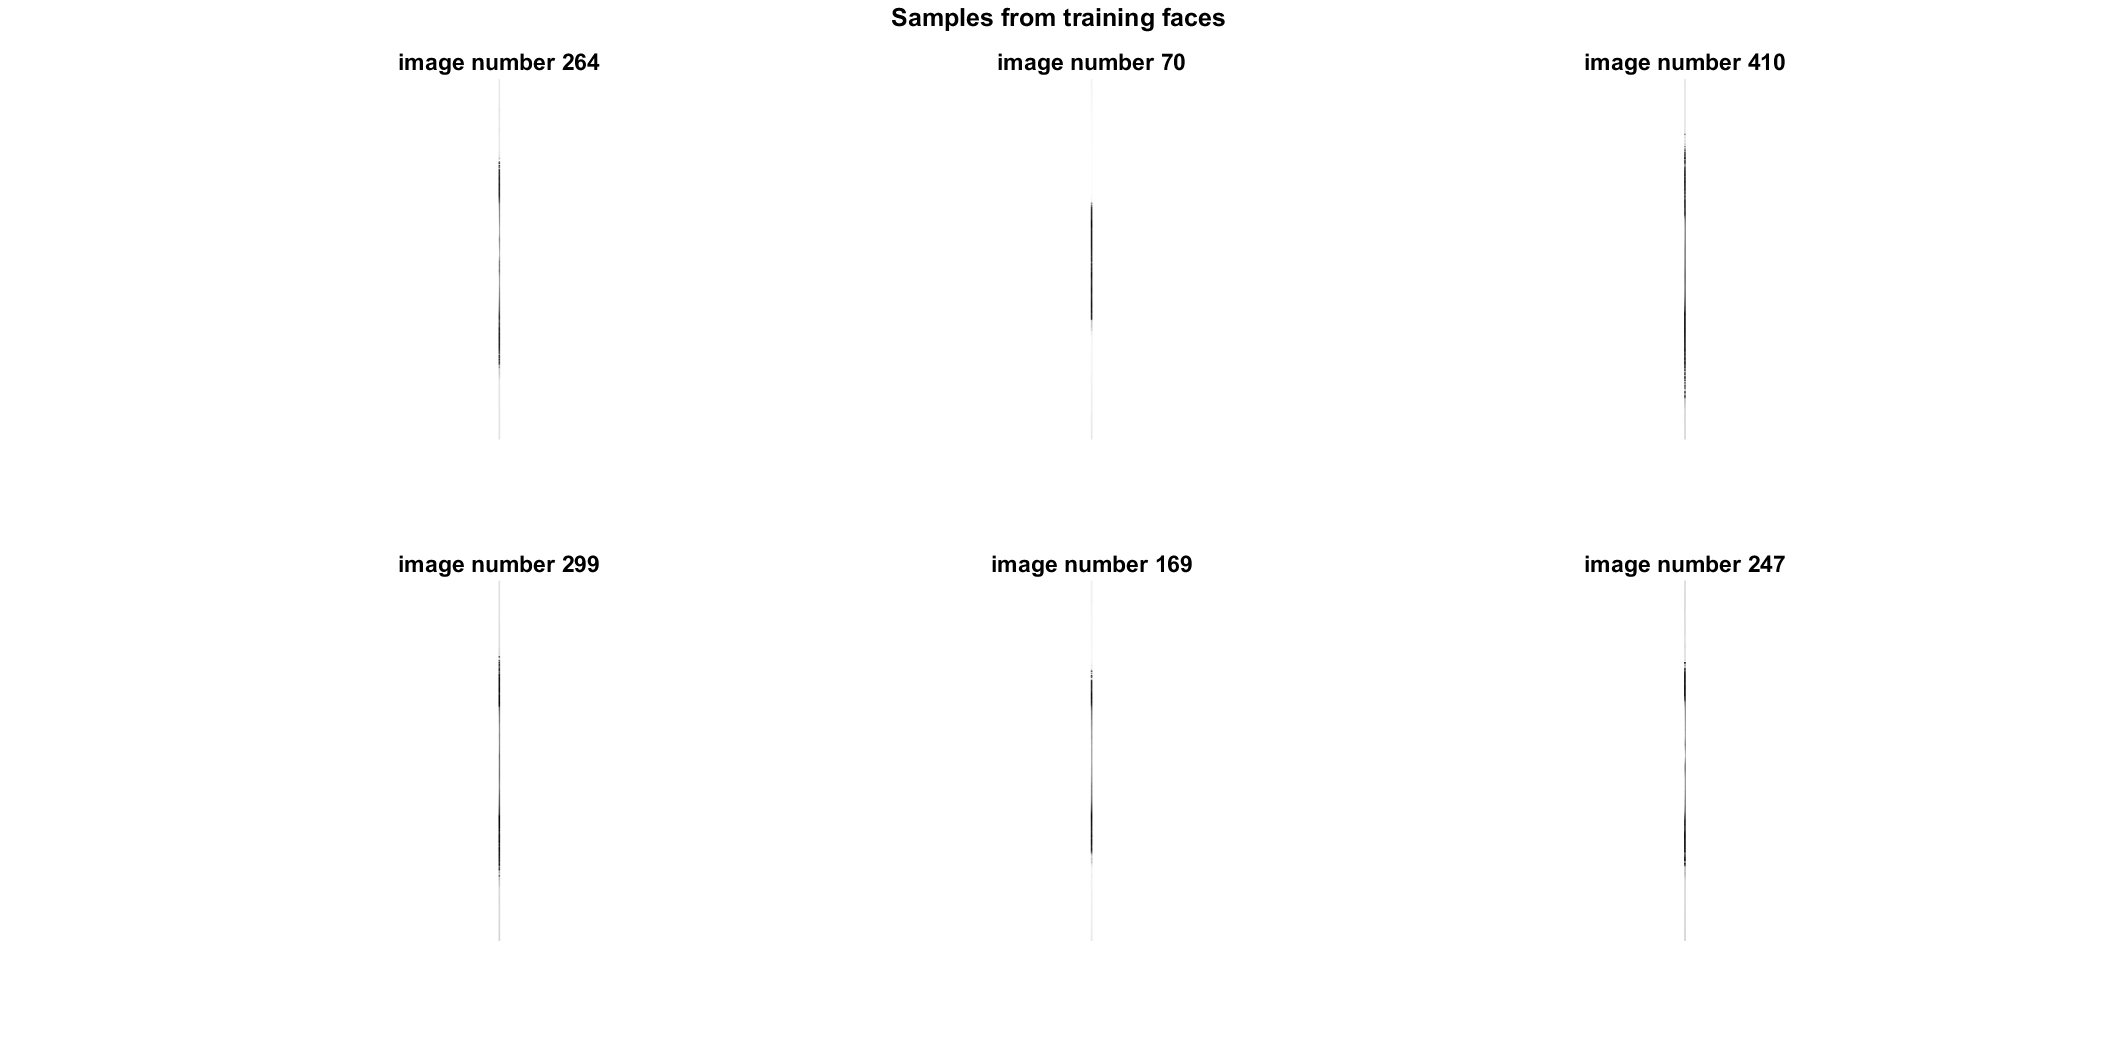 Samples from training faces
image number 264
image number 70
image number 410
image number 299
image number 169
image number 247